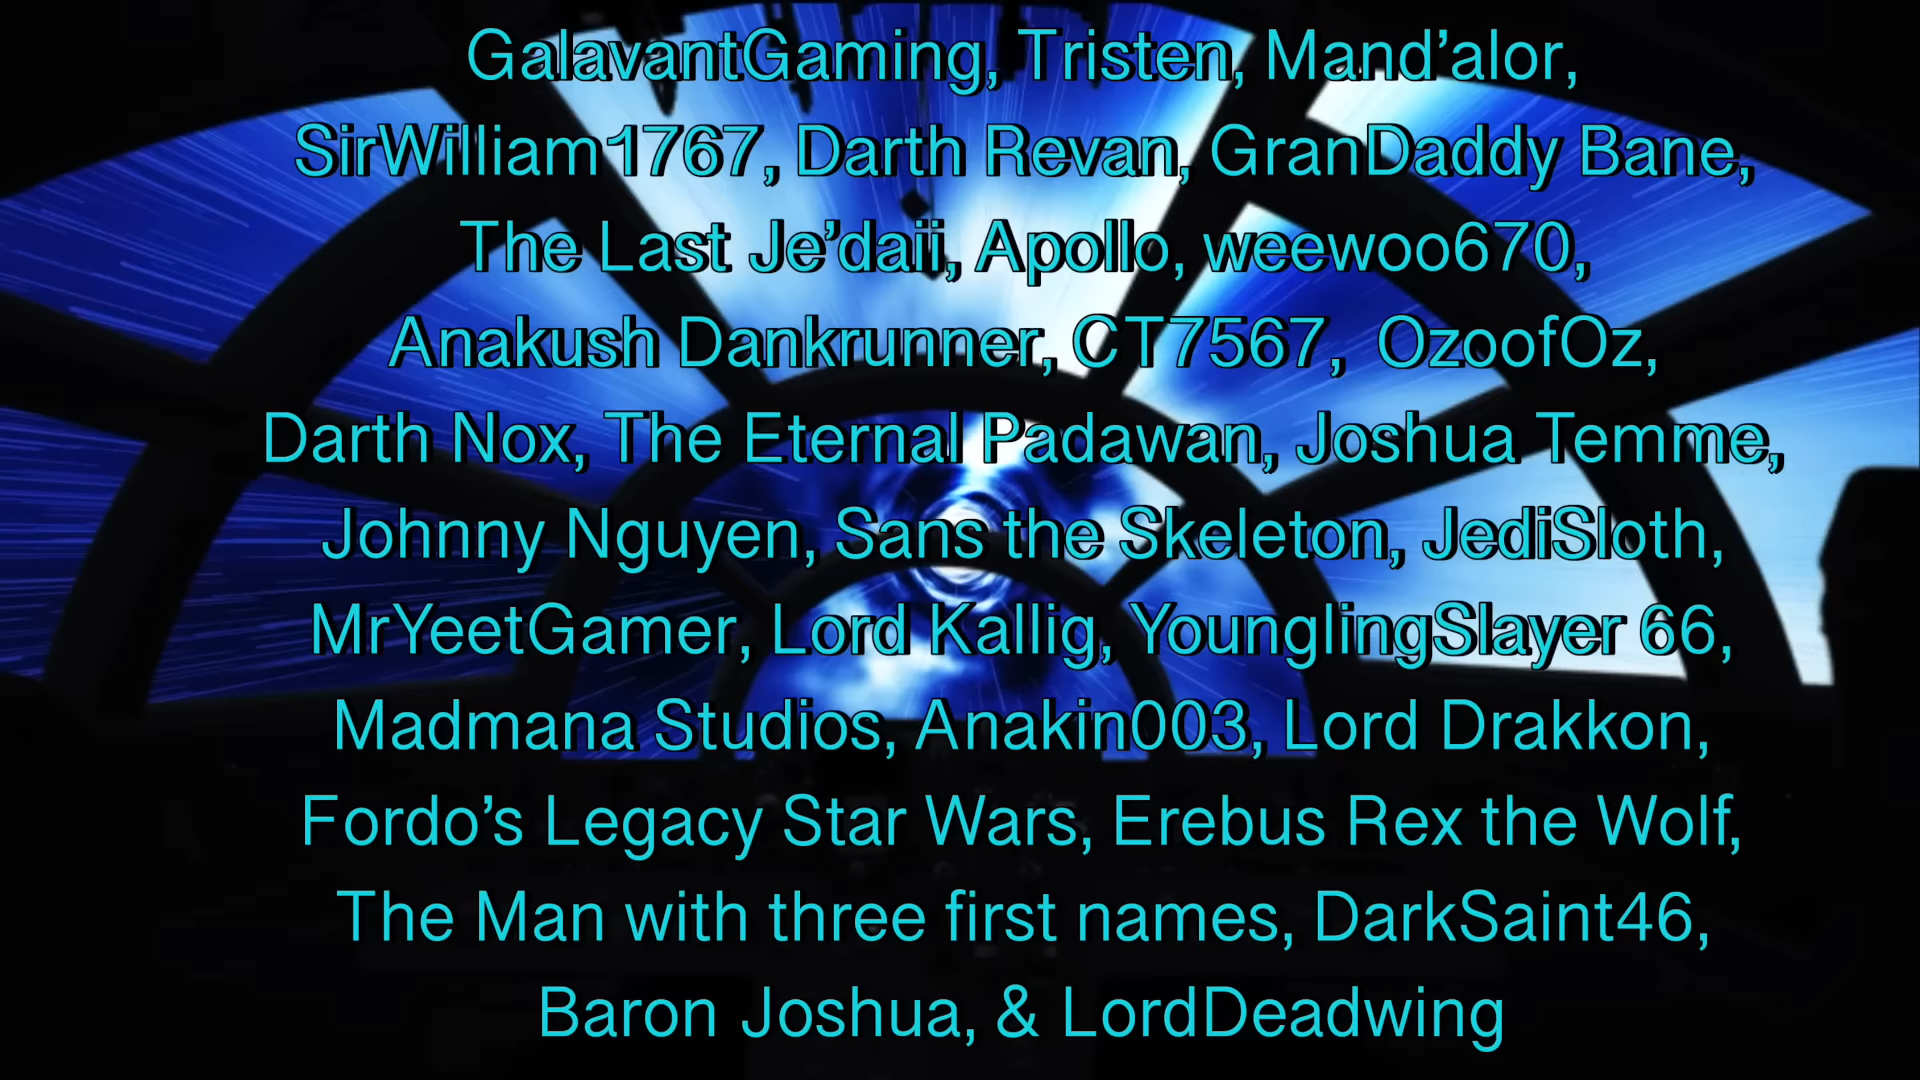 GalavantGaming, Tristen, Mand’alor,
SirWilliam1767, Darth Revan, GranDaddy Bane,
The Last Je’daii, Apollo, weewoo670,
Anakush Dankrunner, CT7567, OzoofOz,
Darth Nox, The Eternal Padawan, Joshua Temme,
Johnny Nguyen, Sans the Skeleton, JediSloth,
MrYeetGamer, Lord Kallig, YounglingSlayer 66,
Madmana Studios, Anakin003, Lord Drakkon,
Fordo’s Legacy Star Wars, Erebus Rex the Wolf,
The Man with three first names, DarkSaint46,
Baron Joshua, & LordDeadwing